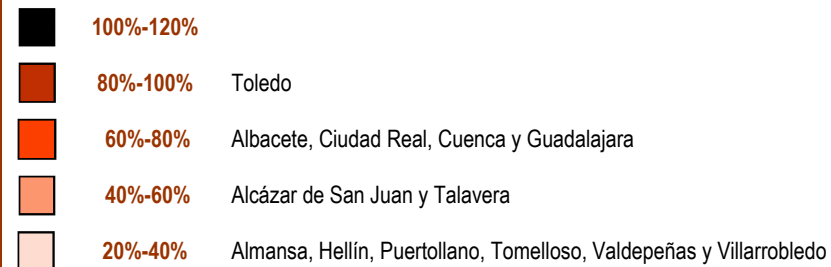 100%-120%
80%-100% Toledo
60%-80% Albacete, Ciudad Real, Cuenca y Guadalajara
40%-60% Alcázar de San Juan y Talavera
20%-40% Almansa, Hellín, Puertollano, Tomelloso, Valdepeñas y Villarrobledo